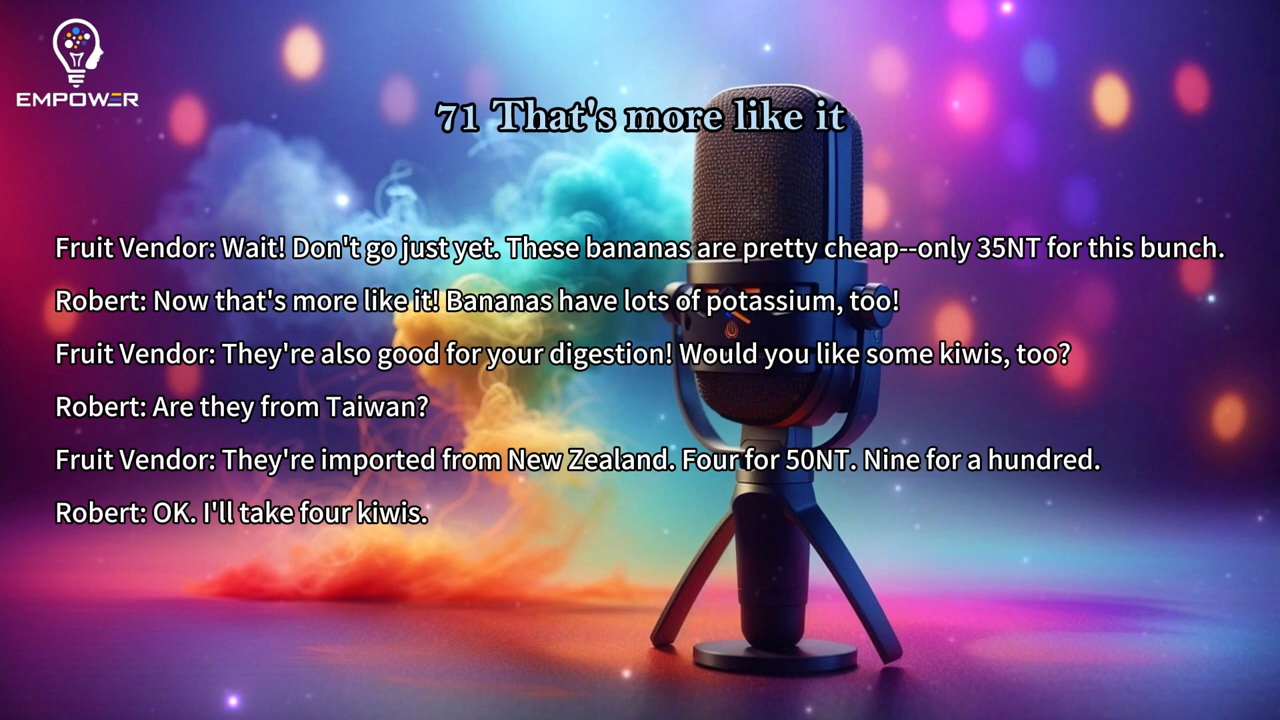 EMPOWER
71 That's more like it
Fruit Vendor: Wait! Don't go just yet. These bananas are pretty cheap--only 35NT for this bunch.
Robert: Now that's more like it! Bananas have lots of potassium, too!
Fruit Vendor: They're also good for your digestion! Would you like some kiwis, too?
Robert: Are they from Taiwan?
Fruit Vendor: They're imported from New Zealand. Four for 50NT. Nine for a hundred.
Robert: OK. I'll take four kiwis.